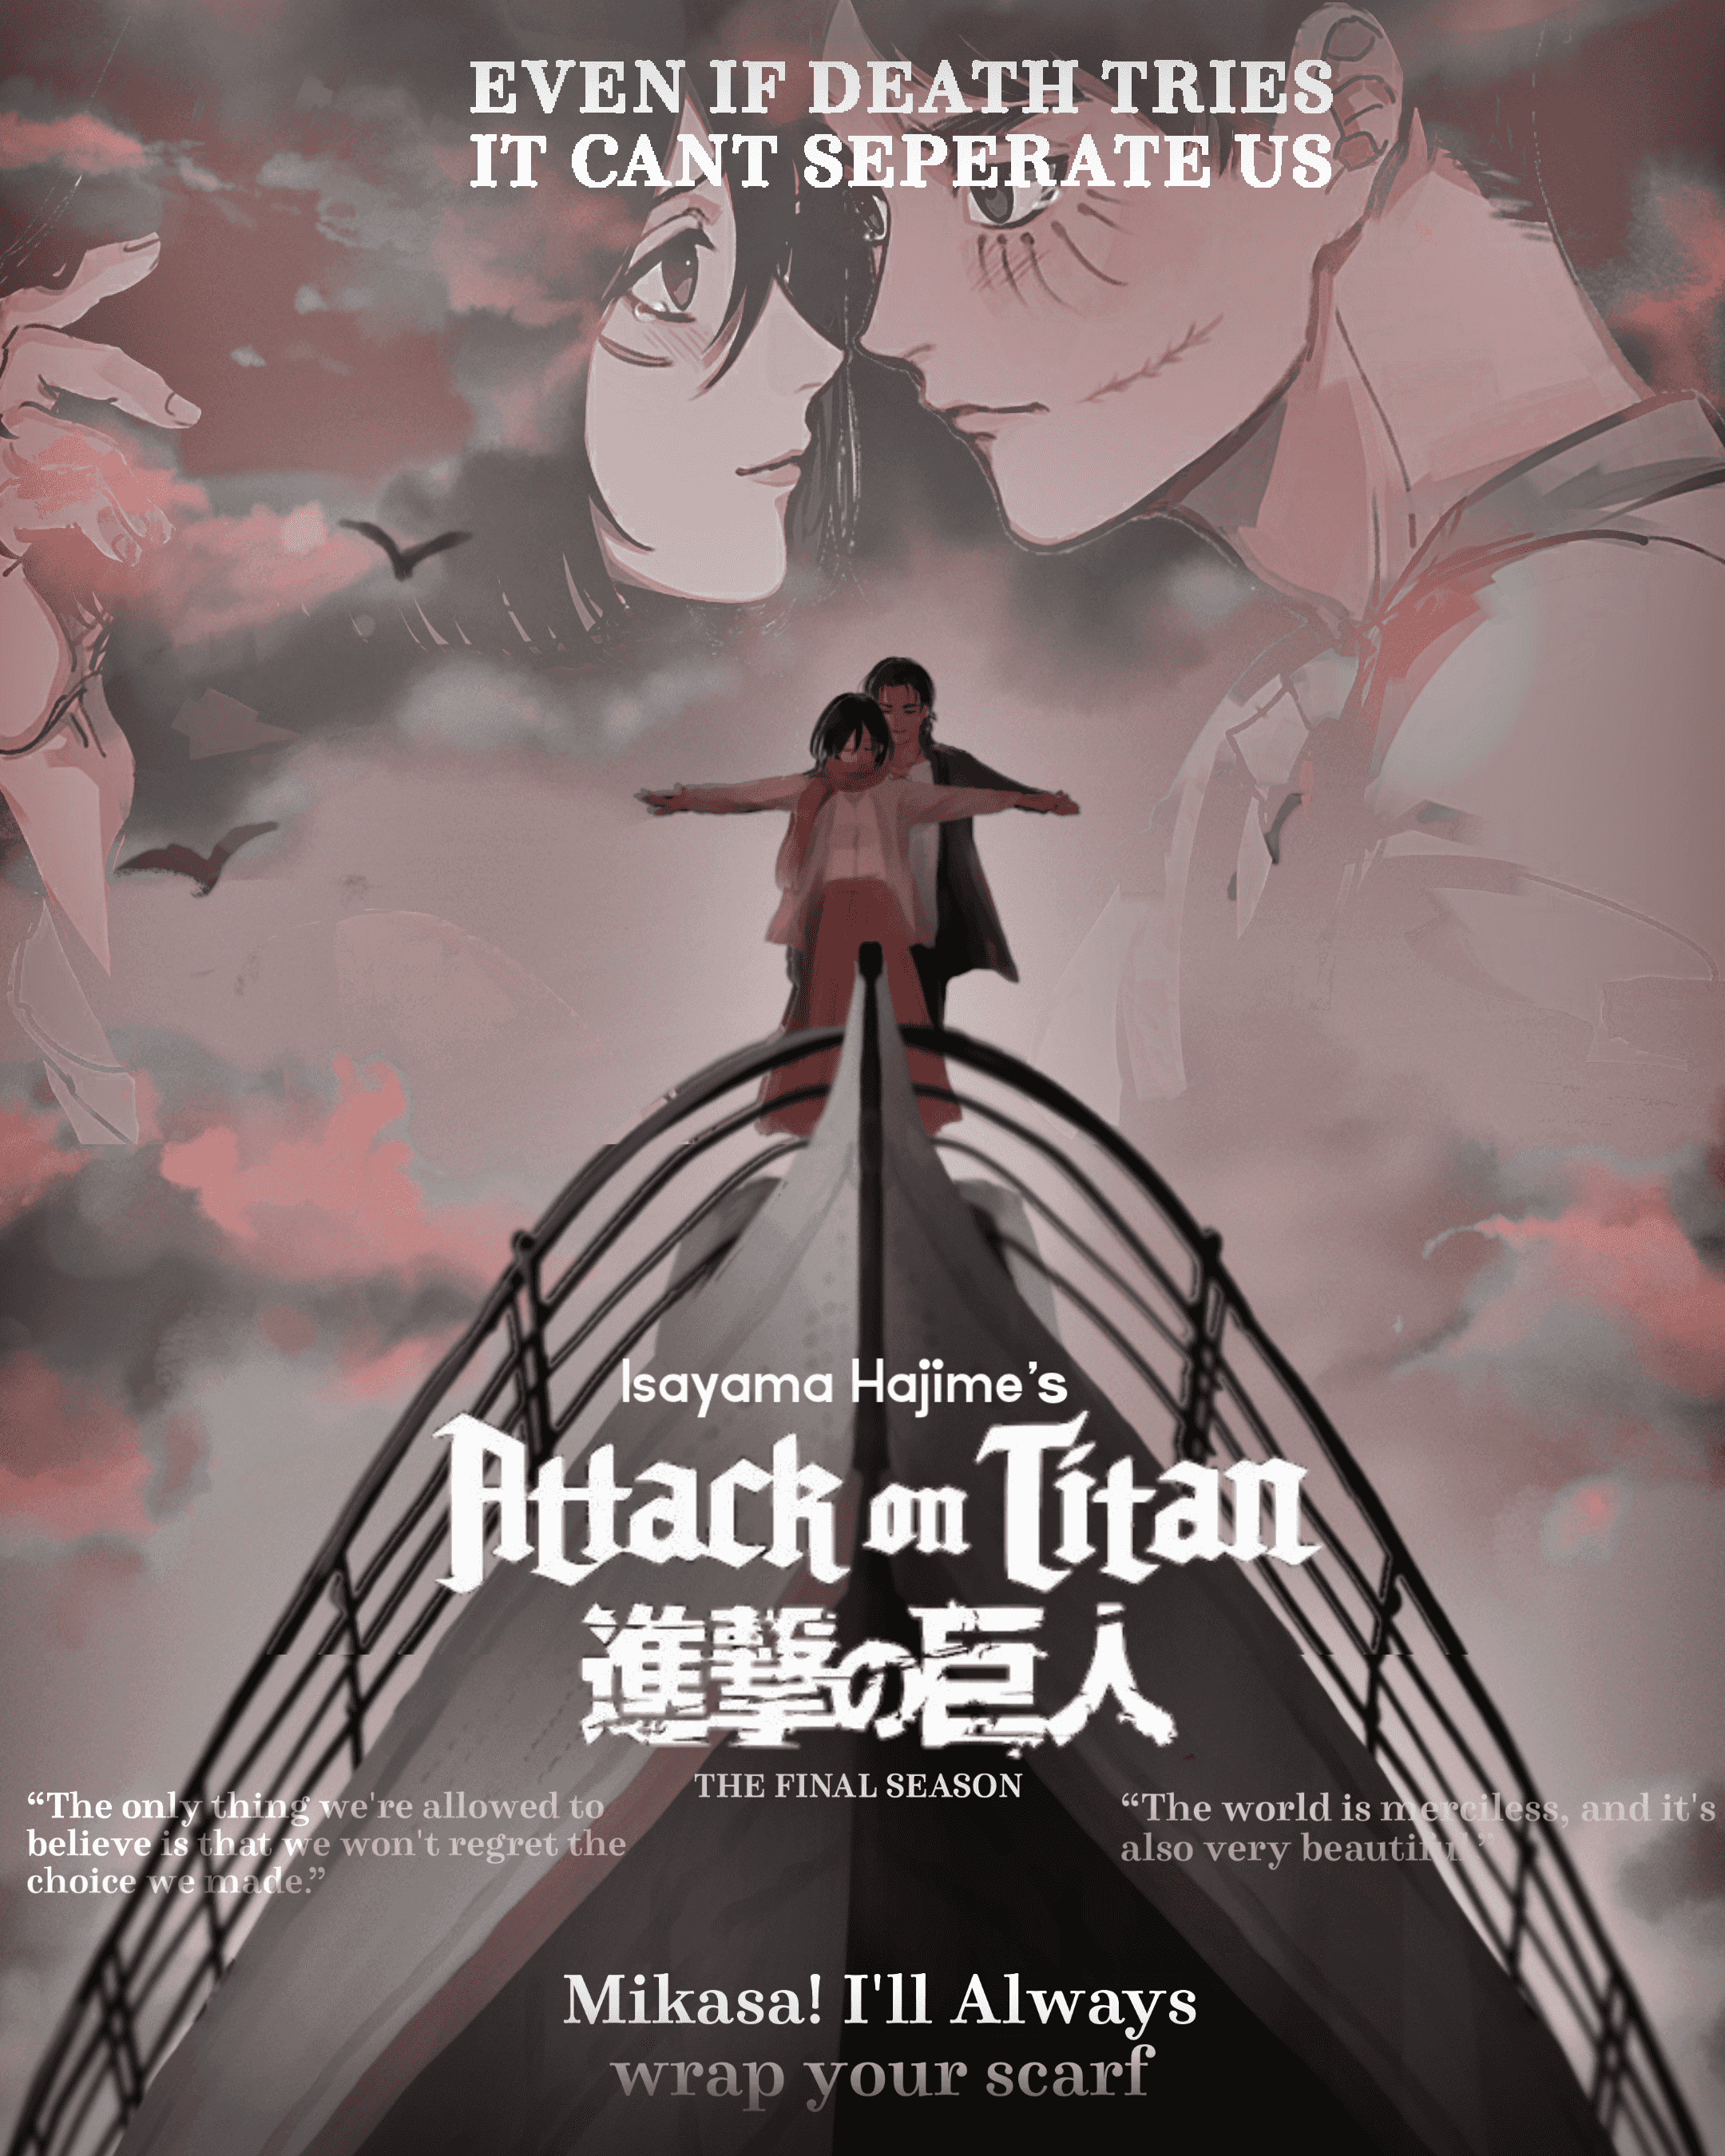 EVEN IF DEATH TRIES
IT CANT SEPERATE US
Isayama Hajime's
Attack on Titan
進撃の巨人
THE FINAL SEASON
“The only thing we're allowed to
believe is that we won't regret the
choice we made.”
“The world is merciless, and it's
also very beautiful”
Mikasa! I'll Always
wrap your scarf